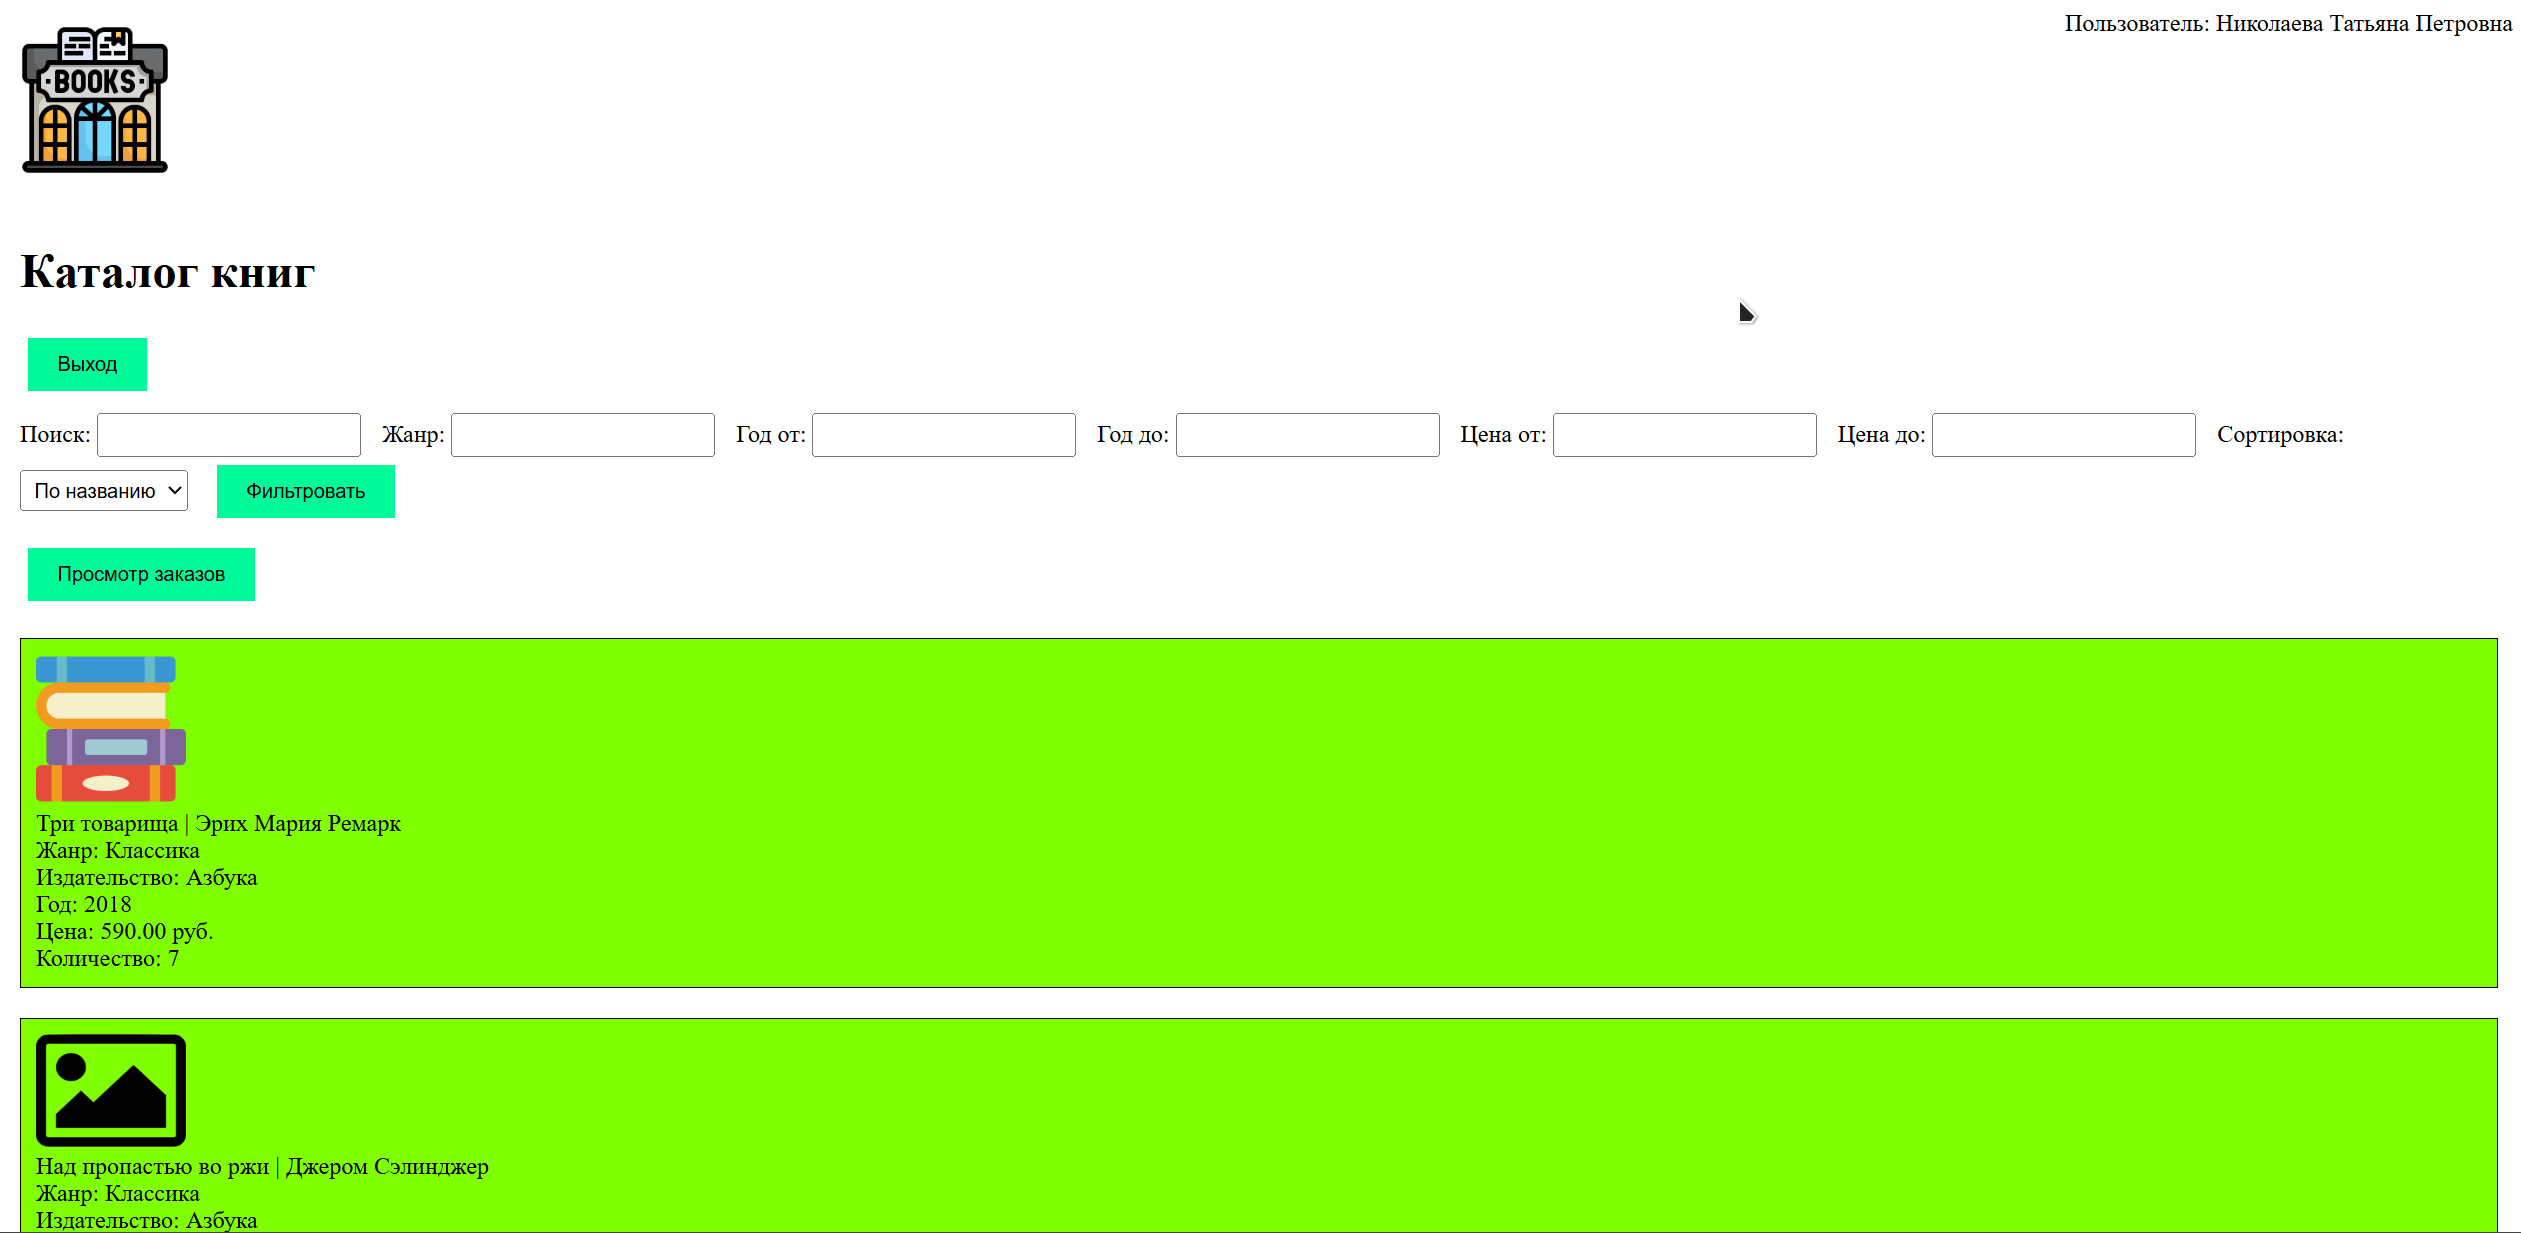 Пользователь: Николаева Татьяна Петровна
BOOKS
Каталог книг
Выход
Поиск: Жанр: Год от: Год до: Цена от: Цена до: Сортировка:
По названию Фильтровать
Просмотр заказов
Три товарища | Эрих Мария Ремарк
Жанр: Классика
Издательство: Азбука
Год: 2018
Цена: 590.00 руб.
Количество: 7
Над пропастью во ржи | Джером Сэлинджер
Жанр: Классика
Издательство: Азбука